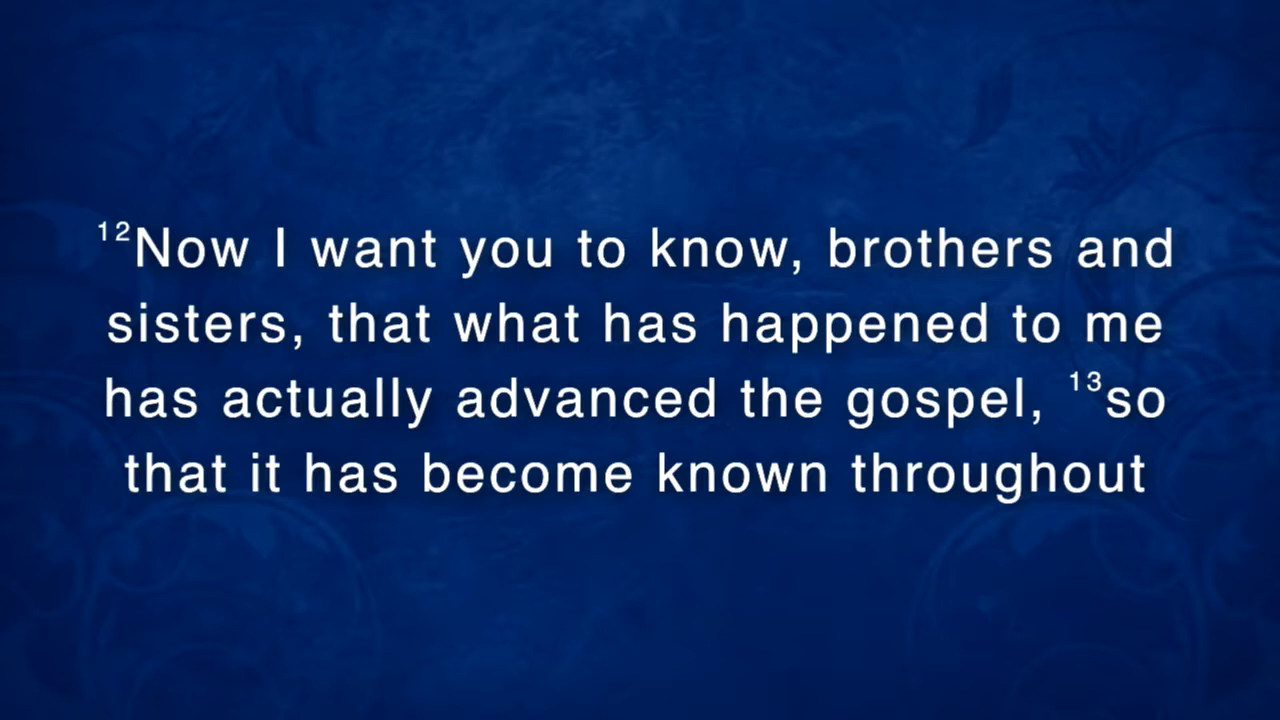 ¹²Now I want you to know, brothers and
sisters, that what has happened to me
has actually advanced the gospel, ¹³so
that it has become known throughout